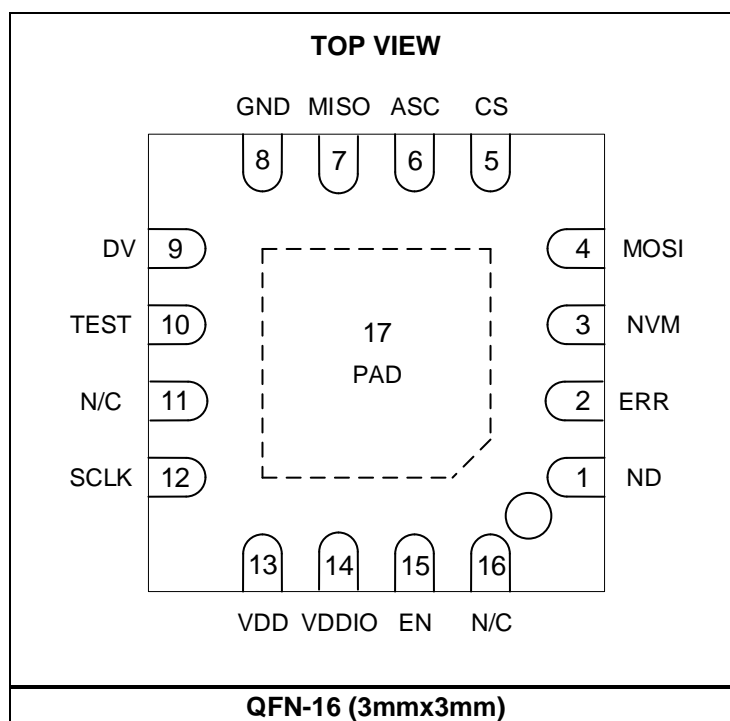 TOP VIEW
GND MISO ASC CS
8 7 6 5
DV 9 4 MOSI
TEST 10 17 3 NVM
PAD
N/C 11 2 ERR
SCLK 12 1 ND
13 14 15 16
VDD VDDIO EN N/C
QFN-16 (3mmx3mm)